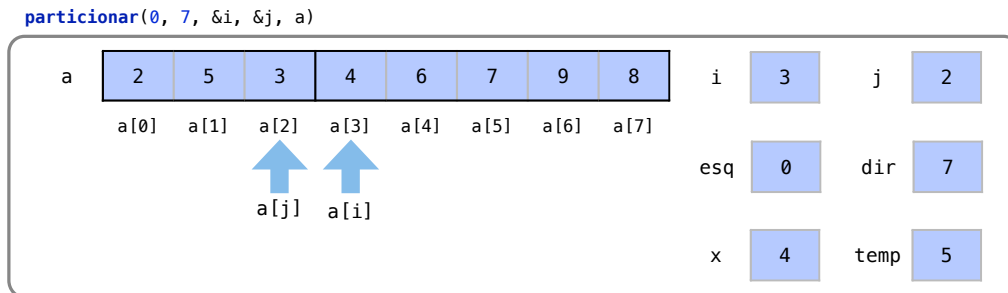 particionar(0, 7, &i, &j, a)
a 2 5 3 4 6 7 9 8 i 3 j 2
a[0] a[1] a[2] a[3] a[4] a[5] a[6] a[7]
esq 0 dir 7
a[j] a[i]
x 4 temp 5